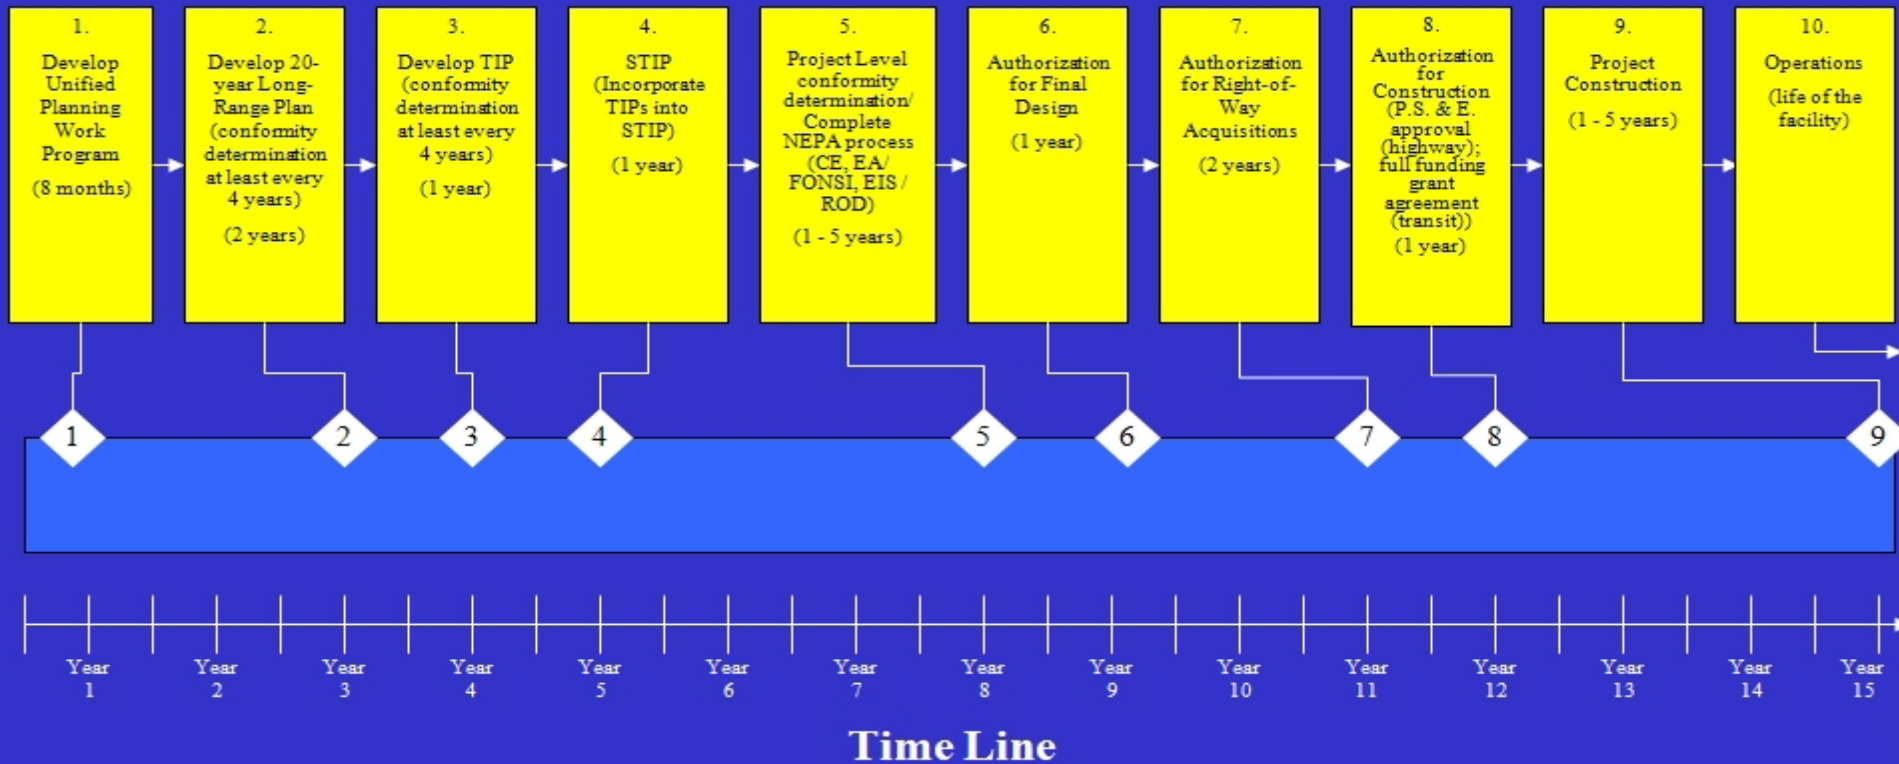 1.
Develop
Unified
Planning
Work
Program
(8 months)
2.
Develop 20-
year Long-
Range Plan
(conformity
determination
at least every
4 years)
(2 years)
3.
Develop TIP
(conformity
determination
at least every
4 years)
(1 year)
4.
STIP
(Incorporate
TIPs into
STIP)
(1 year)
5.
Project Level
conformity
determination/
Complete
NEPA process
(CE, EA/
FONSI, EIS /
ROD)
(1 - 5 years)
6.
Authorization
for Final
Design
(1 year)
7.
Authorization
for Right-of-
Way
Acquisitions
(2 years)
8.
Authorization
for
Construction
(P.S. & E.
approval
(highway);
full funding
grant
agreement
(transit))
(1 year)
9.
Project
Construction
(1 - 5 years)
10.
Operations
(life of the
facility)
1
2
3
4
5
6
7
8
9
Year
1
Year
2
Year
3
Year
4
Year
5
Year
6
Year
7
Year
8
Year
9
Year
10
Year
11
Year
12
Year
13
Year
14
Year
15
Time Line